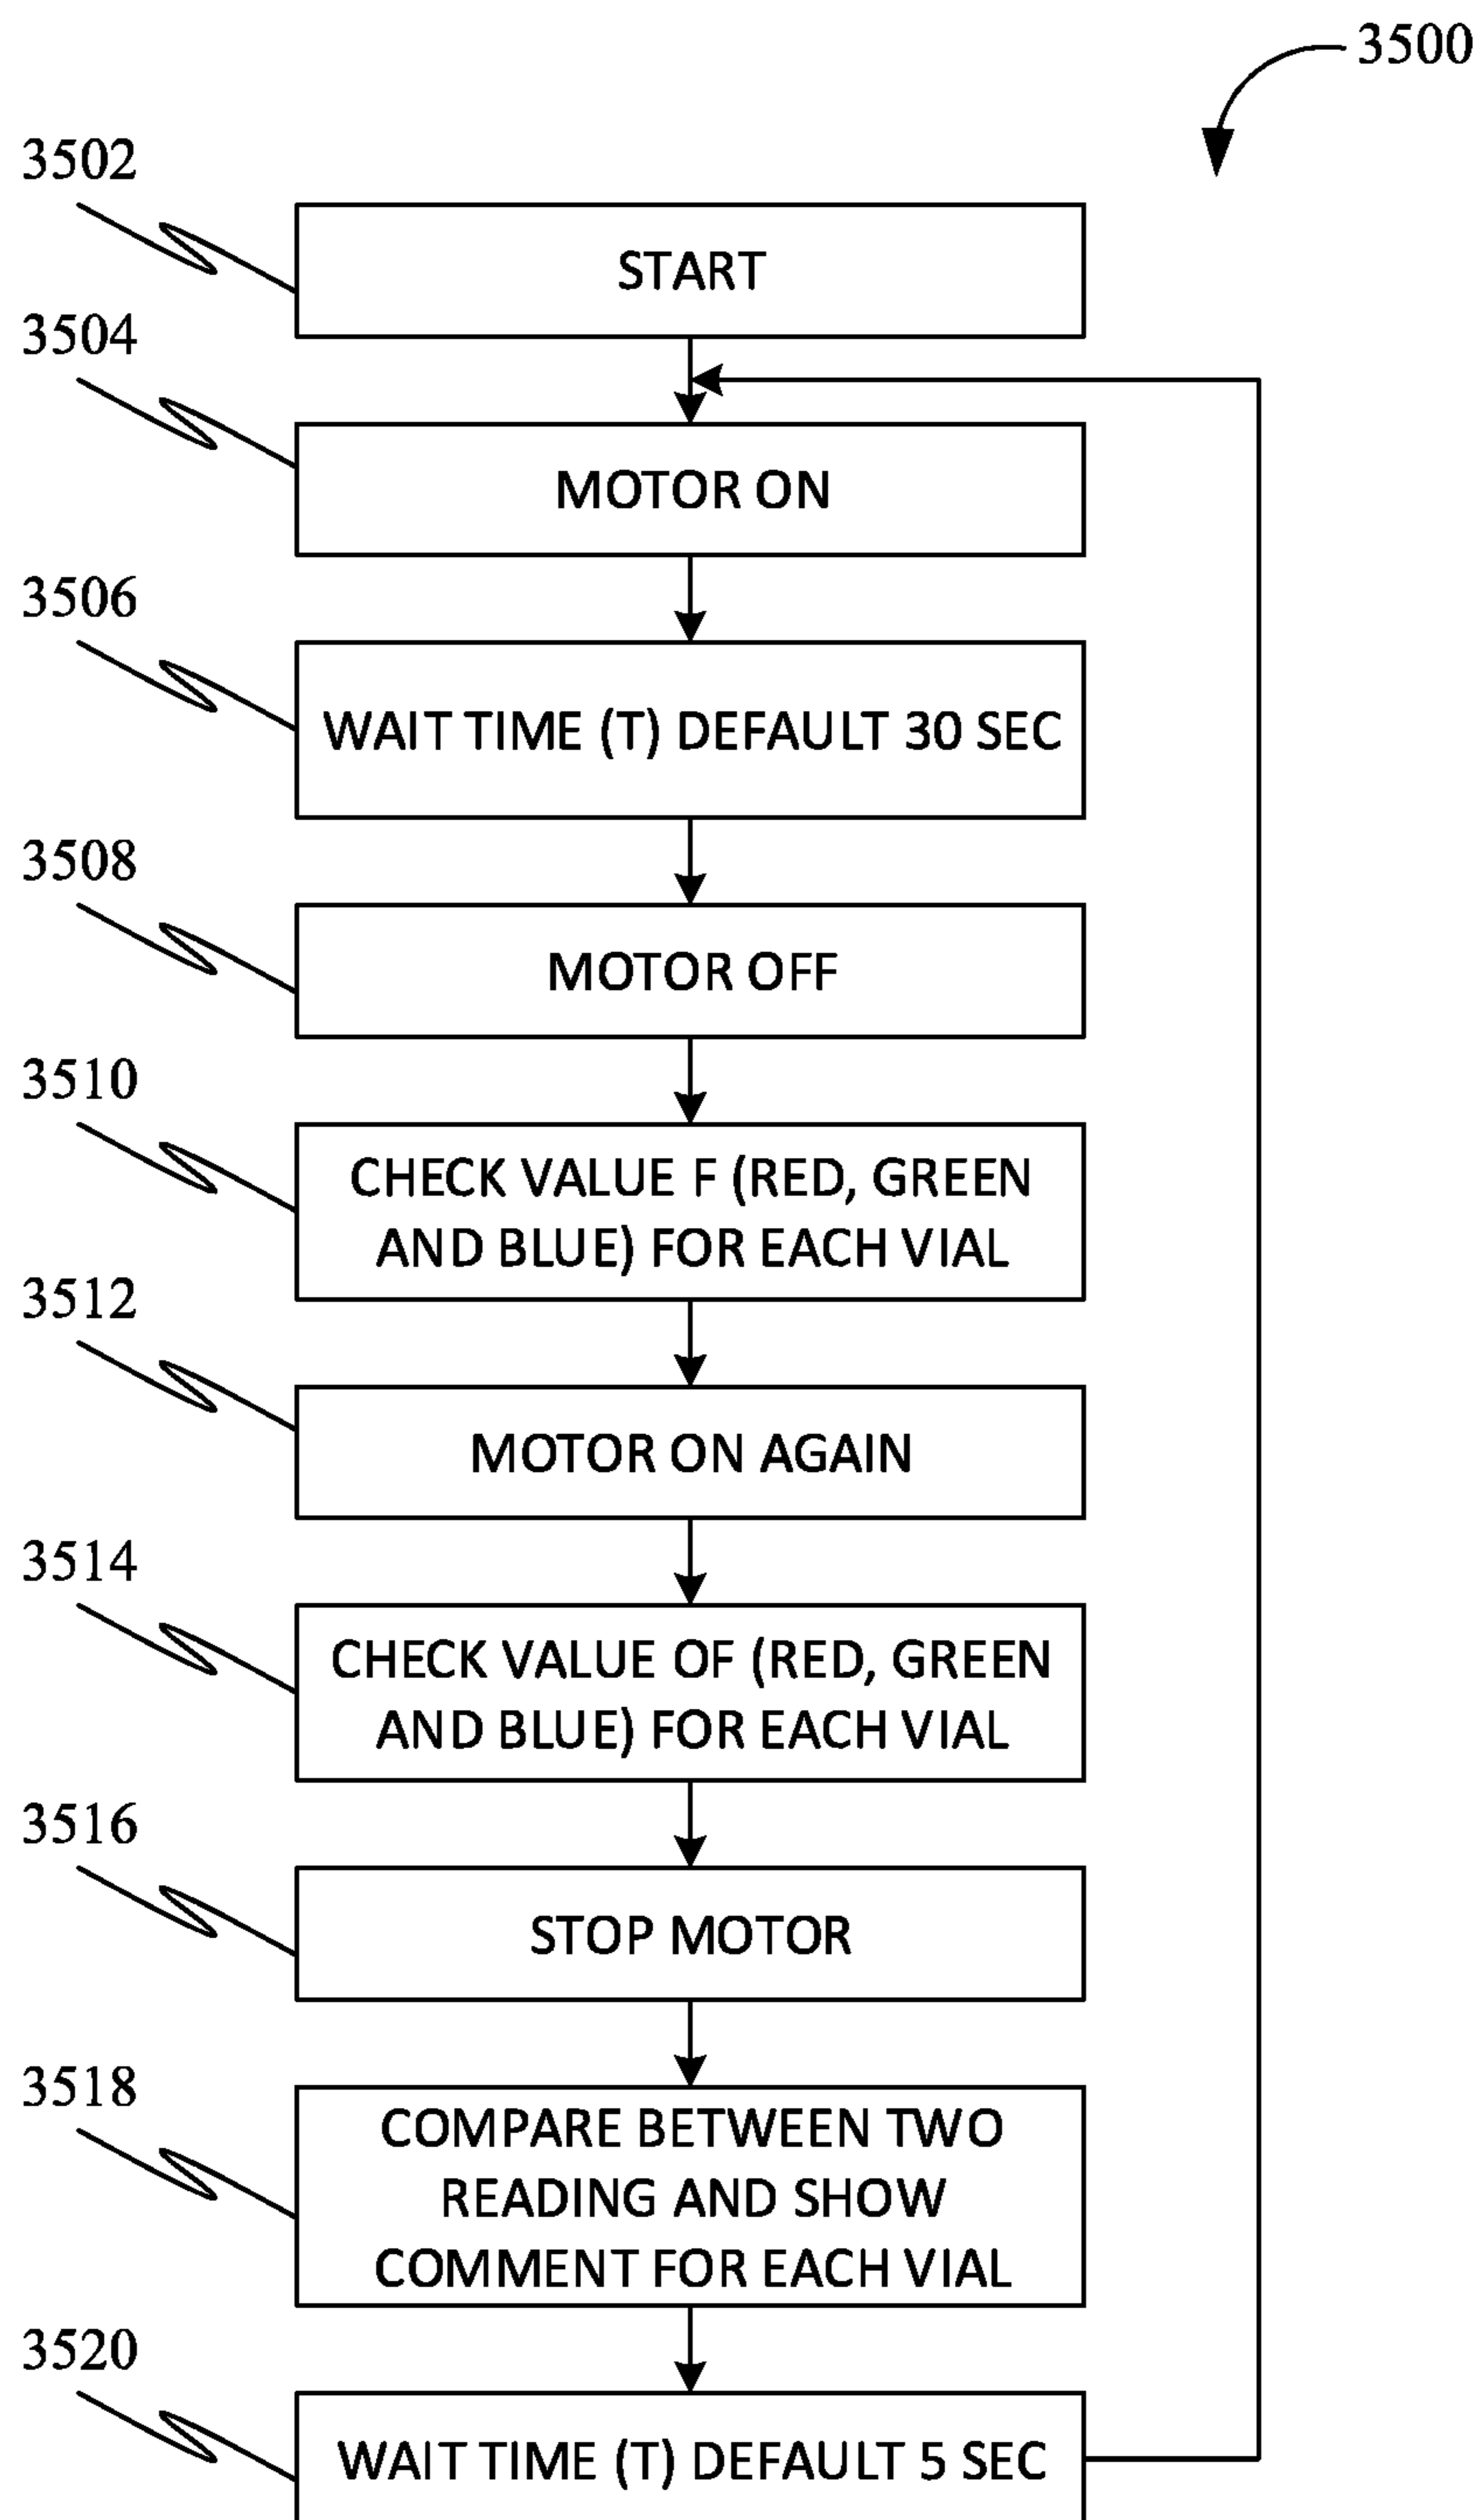 3500
3502
START
3504
MOTOR ON
3506
WAIT TIME (T) DEFAULT 30 SEC
3508
MOTOR OFF
3510
CHECK VALUE F (RED, GREEN
AND BLUE) FOR EACH VIAL
3512
MOTOR ON AGAIN
3514
CHECK VALUE OF (RED, GREEN
AND BLUE) FOR EACH VIAL
3516
STOP MOTOR
3518
COMPARE BETWEEN TWO
READING AND SHOW
COMMENT FOR EACH VIAL
3520
WAIT TIME (T) DEFAULT 5 SEC